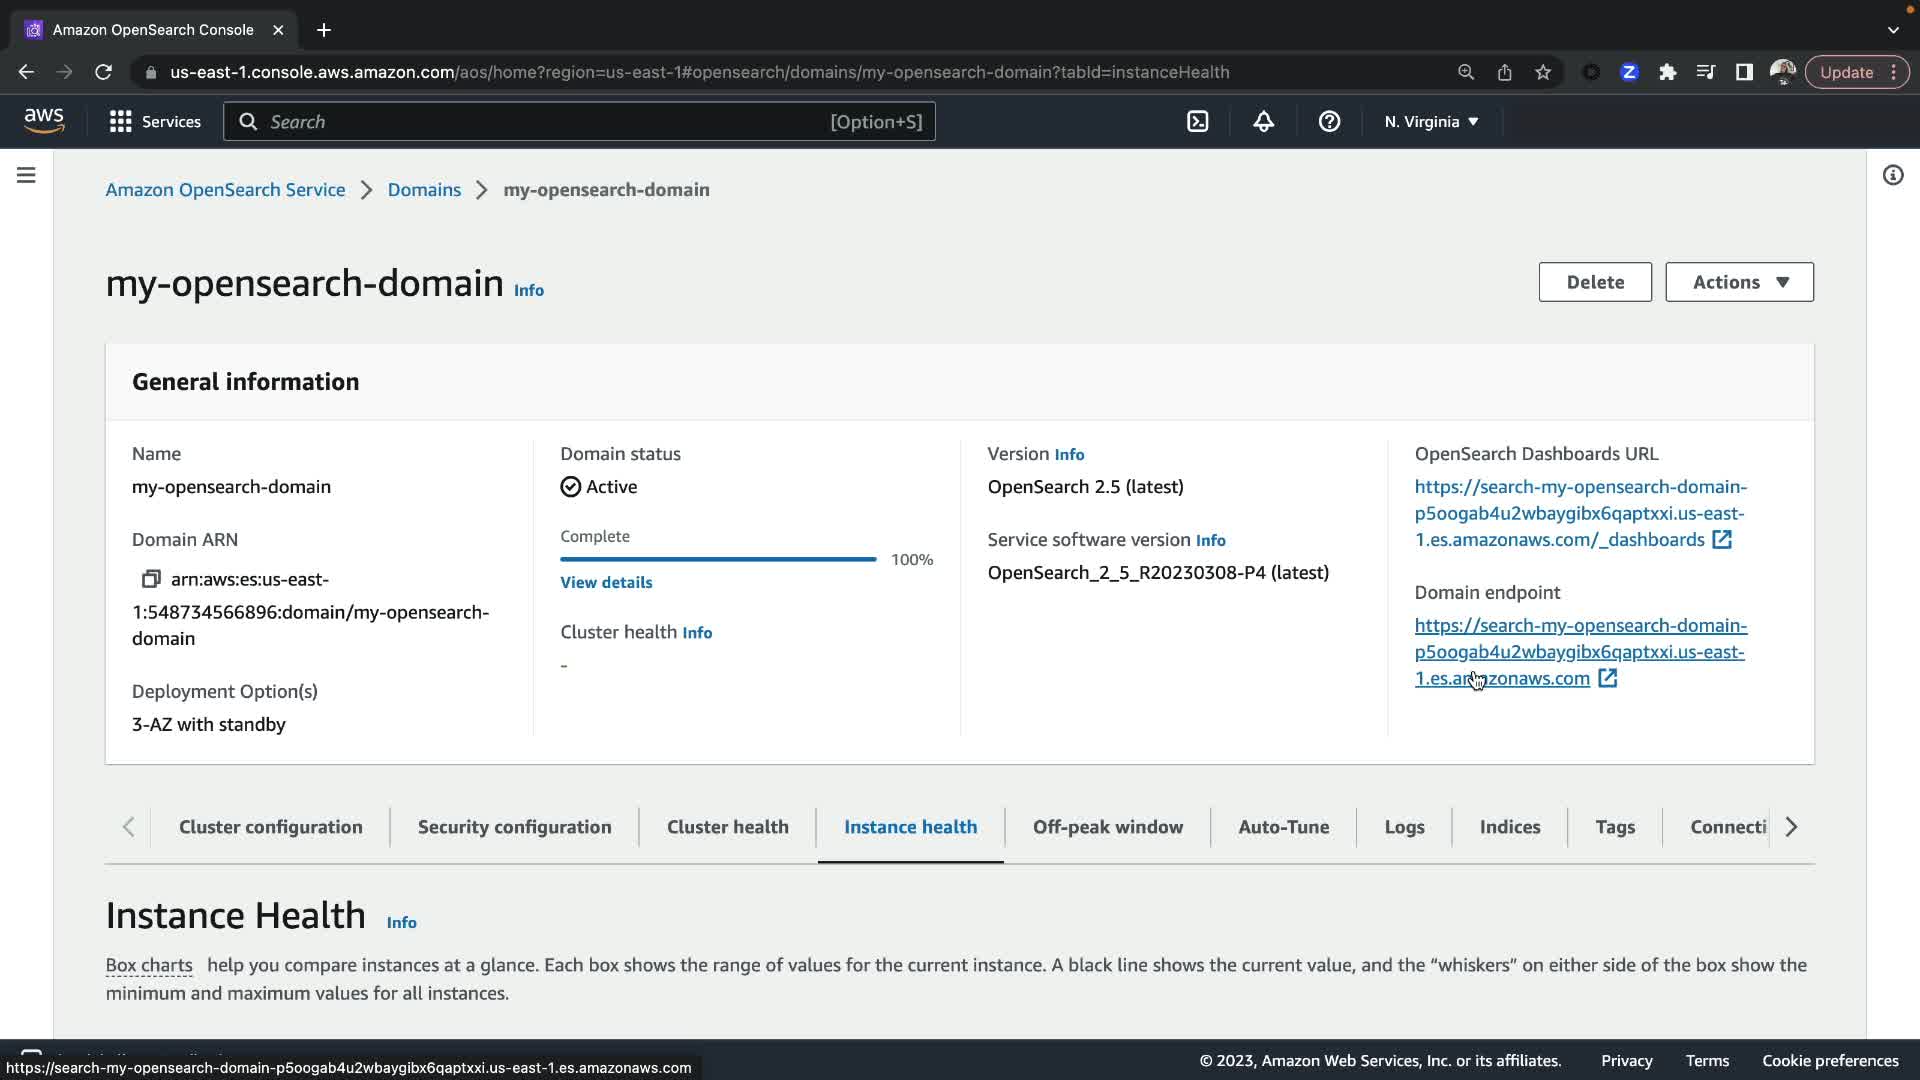 Amazon OpenSearch Console
us-east-1.console.aws.amazon.com/aos/home?region=us-east-1#opensearch/domains/my-opensearch-domain?tabId=instanceHealth
Z
Update
aws
Services
Search
[Option+S]
N. Virginia
Amazon OpenSearch Service
Domains
my-opensearch-domain
my-opensearch-domain Info
Delete
Actions
General information
Name
my-opensearch-domain
Domain ARN
arn:aws:es:us-east-
1:548734566896:domain/my-opensearch-
domain
Deployment Option(s)
3-AZ with standby
Domain status
Active
Complete
100%
View details
Cluster health Info
-
Version Info
OpenSearch 2.5 (latest)
Service software version Info
OpenSearch_2_5_R20230308-P4 (latest)
OpenSearch Dashboards URL
https://search-my-opensearch-domain-
p5oogab4u2wbaygibx6qaptxxi.us-east-
1.es.amazonaws.com/_dashboards
Domain endpoint
https://search-my-opensearch-domain-
p5oogab4u2wbaygibx6qaptxxi.us-east-
1.es.amazonaws.com
Cluster configuration
Security configuration
Cluster health
Instance health
Off-peak window
Auto-Tune
Logs
Indices
Tags
Connecti
Instance Health Info
Box charts help you compare instances at a glance. Each box shows the range of values for the current instance. A black line shows the current value, and the “whiskers” on either side of the box show the
minimum and maximum values for all instances.
https://search-my-opensearch-domain-p5oogab4u2wbaygibx6qaptxxi.us-east-1.es.amazonaws.com
© 2023, Amazon Web Services, Inc. or its affiliates.
Privacy
Terms
Cookie preferences